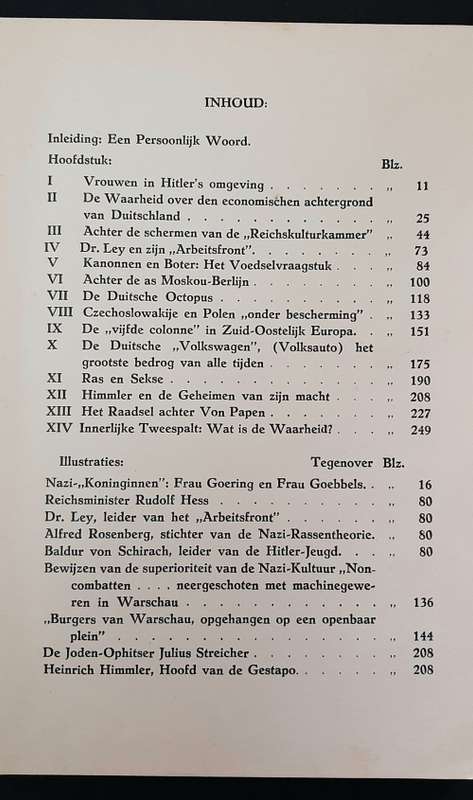 INHOUD:
Inleiding: Een Persoonlijk Woord.
Hoofdstuk: Blz.
I Vrouwen in Hitler's omgeving . . . . . . . „ 11
II De Waarheid over den economischen achtergrond
van Duitschland . . . . . . . . . . . . „ 25
III Achter de schermen van de „Reichskulturkammer” „ 44
IV Dr. Ley en zijn „Arbeitsfront”. . . . . . . . „ 73
V Kanonnen en Boter: Het Voedselvraagstuk . . . „ 84
VI Achter de as Moskou-Berlijn . . . . . . . . „ 100
VII De Duitsche Octopus . . . . . . . . . . „ 118
VIII Czechoslowakije en Polen „onder bescherming” . „ 133
IX De „vijfde colonne” in Zuid-Oostelijk Europa. . „ 151
X De Duitsche „Volkswagen”, (Volksauto) het
grootste bedrog van alle tijden . . . . . . . „ 175
XI Ras en Sekse . . . . . . . . . . . . . „ 190
XII Himmler en de Geheimen van zijn macht . . . „ 208
XIII Het Raadsel achter Von Papen . . . . . . . „ 227
XIV Innerlijke Tweespalt: Wat is de Waarheid? . . . „ 249
Illustraties: Tegenover Blz.
Nazi-„Koninginnen”: Frau Goering en Frau Goebbels. . „ 16
Reichsminister Rudolf Hess . . . . . . . . . „ 80
Dr. Ley, leider van het „Arbeitsfront” . . . . . . „ 80
Alfred Rosenberg, stichter van de Nazi-Rassentheorie. „ 80
Baldur von Schirach, leider van de Hitler-Jeugd. . . „ 80
Bewijzen van de superioriteit van de Nazi-Kultuur „Non-
combatten . . . . neergeschoten met machinegewe-
ren in Warschau . . . . . . . . . . . . „ 136
„Burgers van Warschau, opgehangen op een openbaar
plein” . . . . . . . . . . . . . . . „ 144
De Joden-Ophitser Julius Streicher . . . . . . . . „ 208
Heinrich Himmler, Hoofd van de Gestapo. . . . . . „ 208